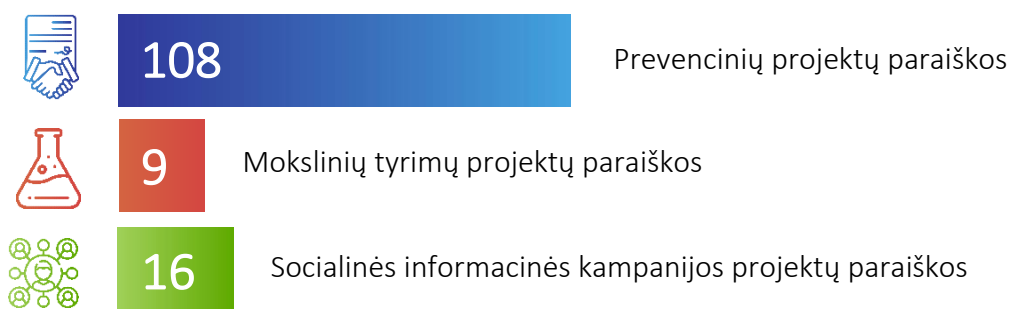 108 Prevencinių projektų paraiškos
9 Mokslinių tyrimų projektų paraiškos
16 Socialinės informacinės kampanijos projektų paraiškos